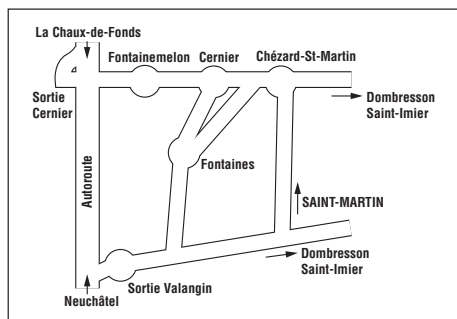 La Chaux-de-Fonds
Fontainemelon
Cernier
Chézard-St-Martin
Sortie
Cernier
Dombresson
Saint-Imier
Fontaines
Autoroute
SAINT-MARTIN
Dombresson
Saint-Imier
Sortie Valangin
Neuchâtel